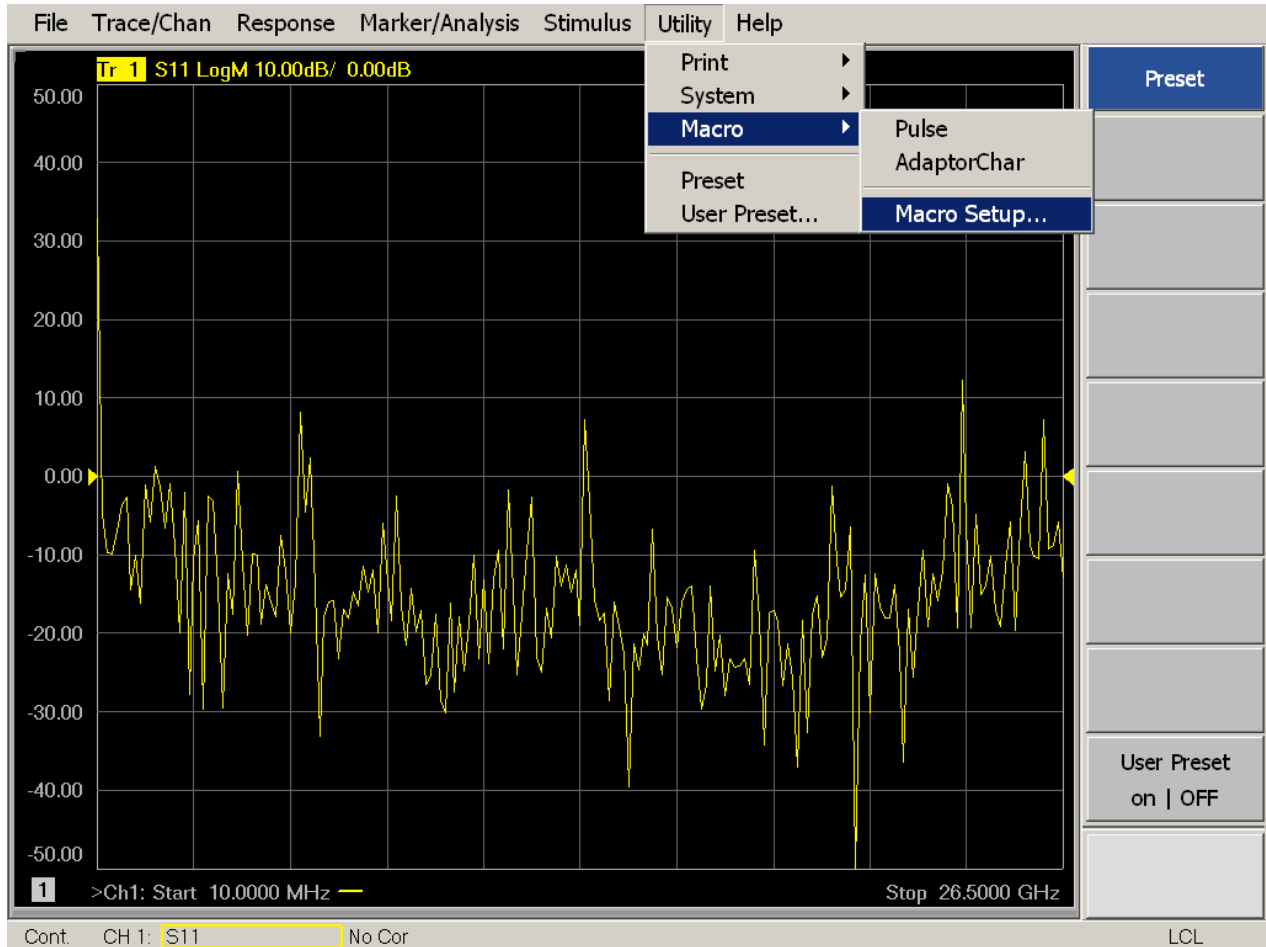 File Trace/Chan Response Marker/Analysis Stimulus Utility Help
Tr 1 S11 LogM 10.00dB/ 0.00dB
Print
System
Macro
Preset
User Preset...
Pulse
AdaptorChar
Macro Setup...
Preset
50.00
40.00
30.00
20.00
10.00
0.00
-10.00
-20.00
-30.00
-40.00
-50.00
User Preset
on | OFF
1 >Ch1: Start 10.0000 MHz Stop 26.5000 GHz
Cont. CH 1: S11 No Cor LCL